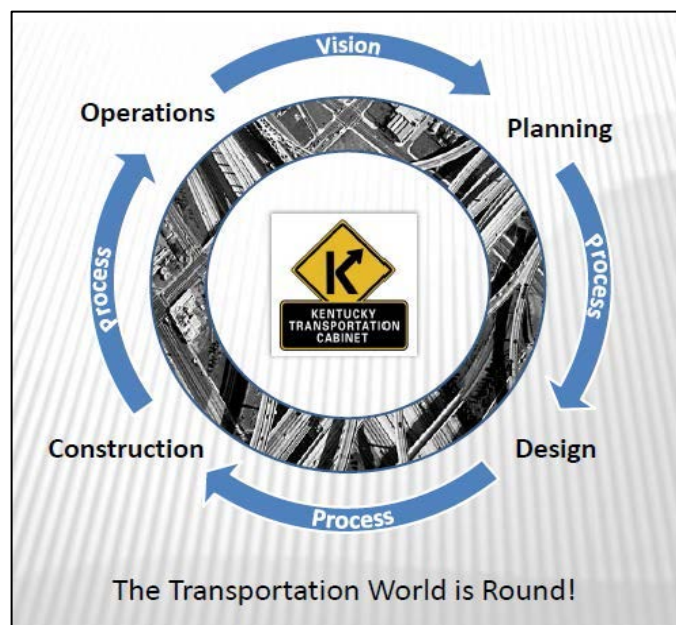 Vision
Operations
Planning
Process
Process
KENTUCKY
TRANSPORTATION
CABINET
Construction
Design
Process
The Transportation World is Round!